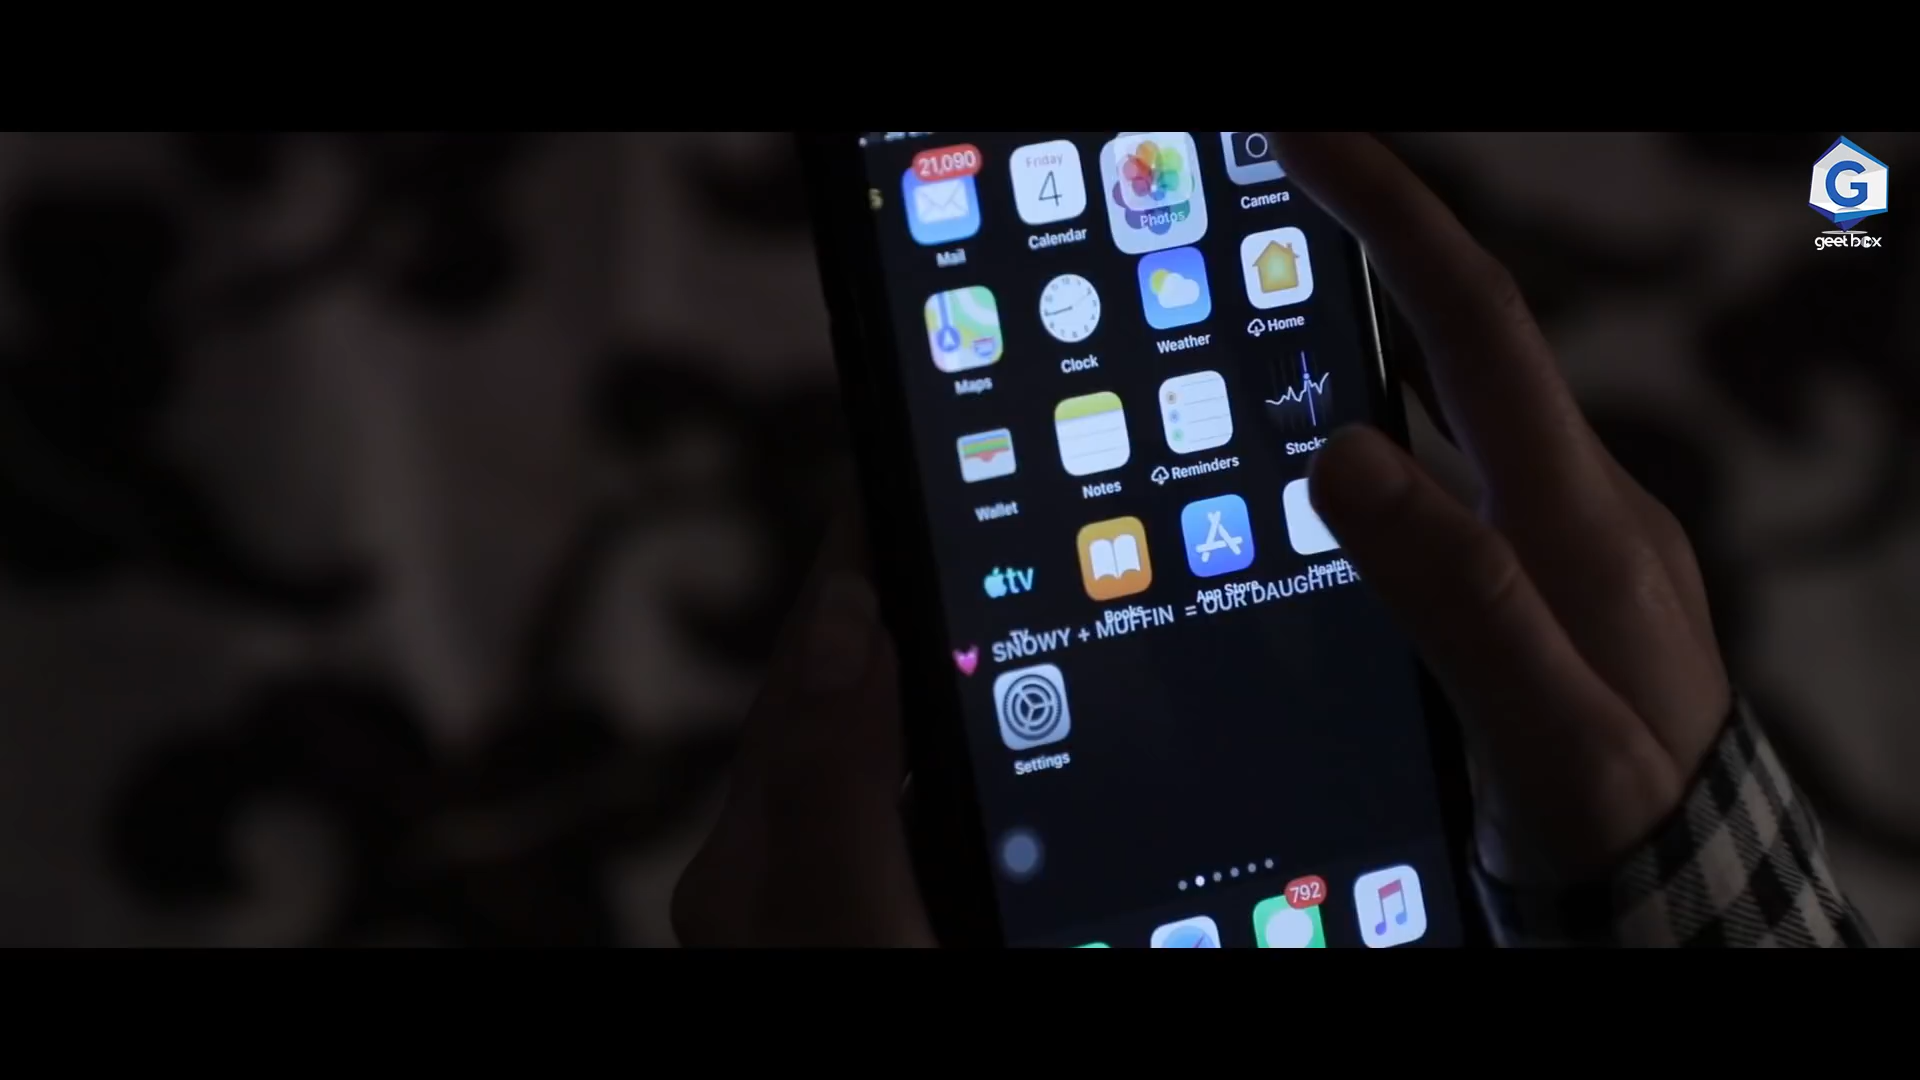 21,090
Friday
4
Photos
Camera
Mail
Calendar
Maps
Clock
Weather
Home
Wallet
Notes
Reminders
Stocks
tv
Books
App Store
Health
TV
💓 SNOWY + MUFFIN = OUR DAUGHTER
Settings
792
G
geet box